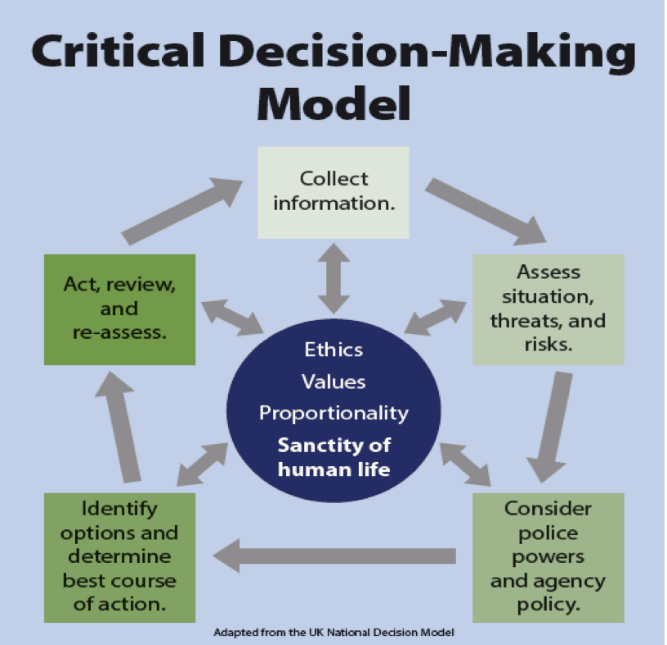 Critical Decision-Making
Model
Collect
information.
Assess
situation,
threats, and
risks.
Consider
police
powers
and agency
policy.
Identify
options and
determine
best course
of action.
Act, review,
and
re-assess.
Ethics
Values
Proportionality
Sanctity of
human life
Adapted from the UK National Decision Model